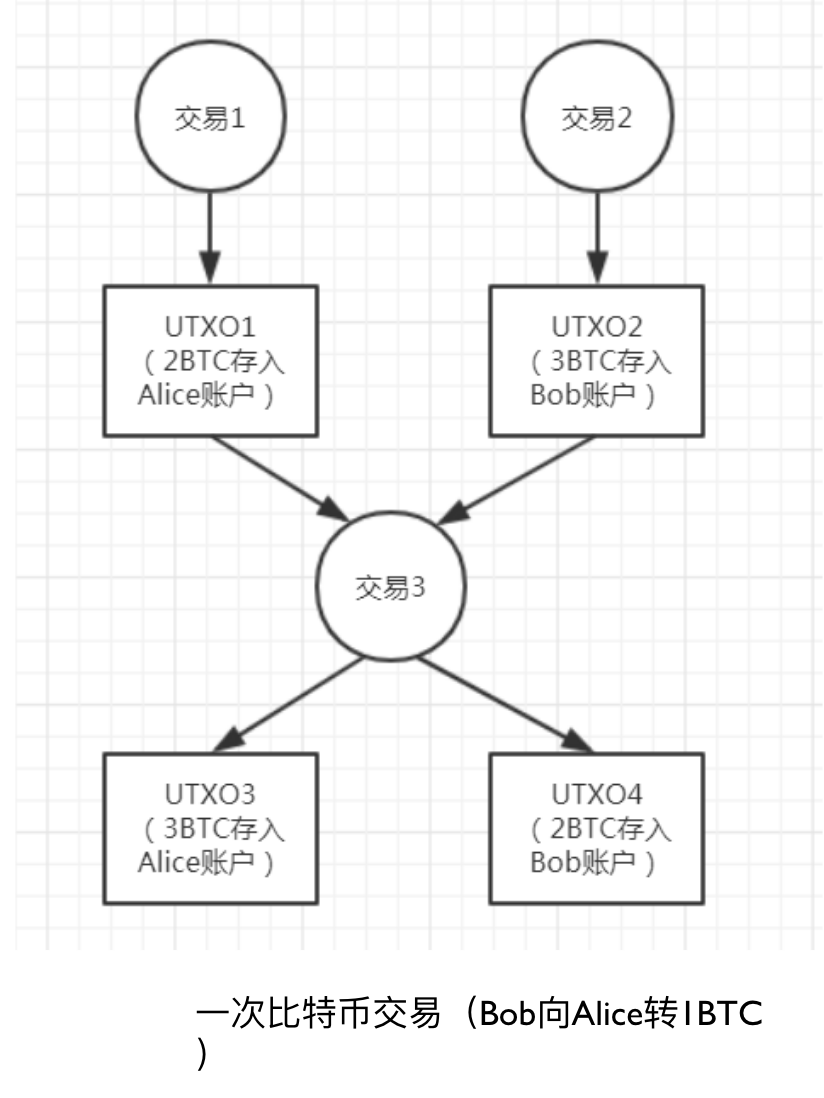 交易1
交易2
UTXO1
（2BTC存入
Alice账户）
UTXO2
（3BTC存入
Bob账户）
交易3
UTXO3
（3BTC存入
Alice账户）
UTXO4
（2BTC存入
Bob账户）
一次比特币交易（Bob向Alice转1BTC
）